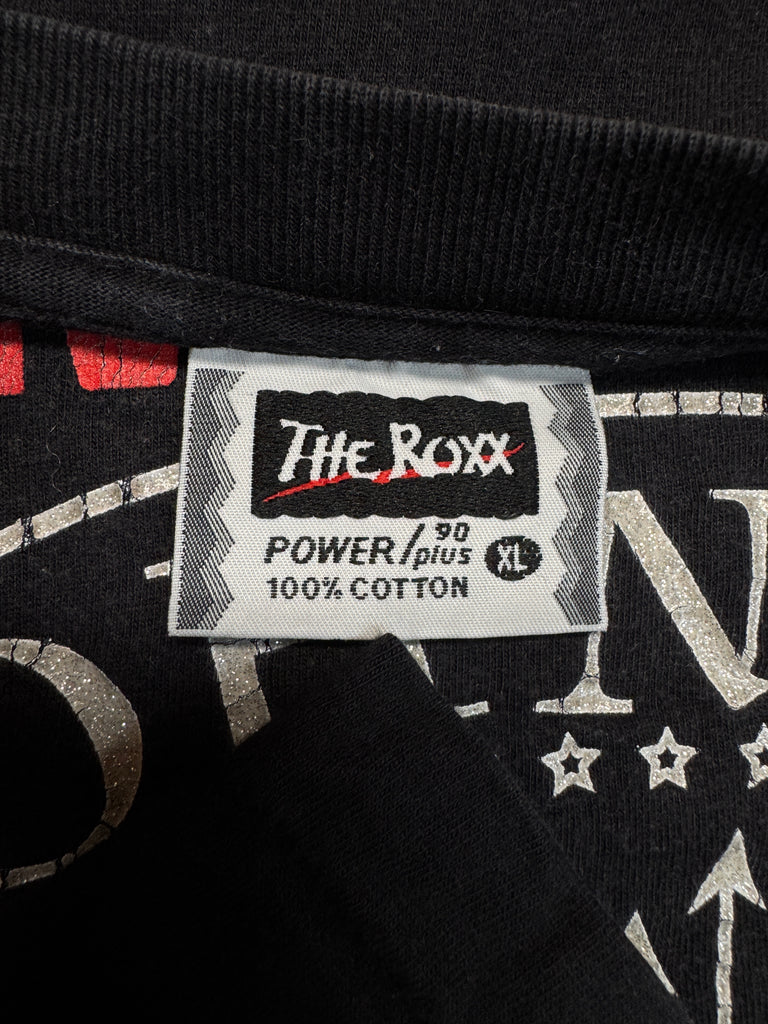 THE ROXX
POWER/90 plus XL
100% COTTON
N